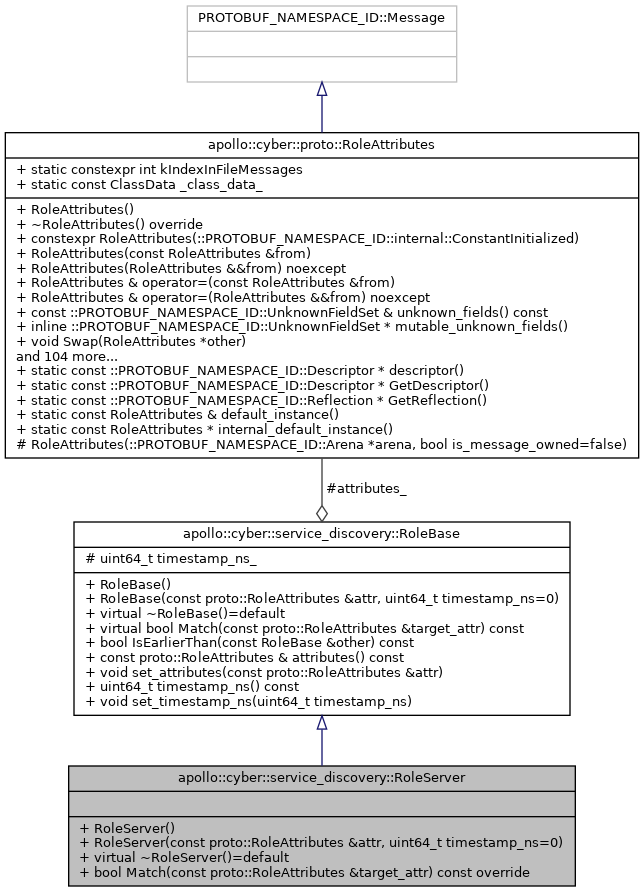 PROTOBUF_NAMESPACE_ID::Message
apollo::cyber::proto::RoleAttributes
+ static constexpr int kIndexInFileMessages
+ static const ClassData _class_data_
+ RoleAttributes()
+ ~RoleAttributes() override
+ constexpr RoleAttributes(::PROTOBUF_NAMESPACE_ID::internal::ConstantInitialized)
+ RoleAttributes(const RoleAttributes &from)
+ RoleAttributes(RoleAttributes &&from) noexcept
+ RoleAttributes & operator=(const RoleAttributes &from)
+ RoleAttributes & operator=(RoleAttributes &&from) noexcept
+ const ::PROTOBUF_NAMESPACE_ID::UnknownFieldSet & unknown_fields() const
+ inline ::PROTOBUF_NAMESPACE_ID::UnknownFieldSet * mutable_unknown_fields()
+ void Swap(RoleAttributes *other)
and 104 more...
+ static const ::PROTOBUF_NAMESPACE_ID::Descriptor * descriptor()
+ static const ::PROTOBUF_NAMESPACE_ID::Descriptor * GetDescriptor()
+ static const ::PROTOBUF_NAMESPACE_ID::Reflection * GetReflection()
+ static const RoleAttributes & default_instance()
+ static const RoleAttributes * internal_default_instance()
# RoleAttributes(::PROTOBUF_NAMESPACE_ID::Arena *arena, bool is_message_owned=false)
#attributes_
apollo::cyber::service_discovery::RoleBase
# uint64_t timestamp_ns_
+ RoleBase()
+ RoleBase(const proto::RoleAttributes &attr, uint64_t timestamp_ns=0)
+ virtual ~RoleBase()=default
+ virtual bool Match(const proto::RoleAttributes &target_attr) const
+ bool IsEarlierThan(const RoleBase &other) const
+ const proto::RoleAttributes & attributes() const
+ void set_attributes(const proto::RoleAttributes &attr)
+ uint64_t timestamp_ns() const
+ void set_timestamp_ns(uint64_t timestamp_ns)
apollo::cyber::service_discovery::RoleServer
+ RoleServer()
+ RoleServer(const proto::RoleAttributes &attr, uint64_t timestamp_ns=0)
+ virtual ~RoleServer()=default
+ bool Match(const proto::RoleAttributes &target_attr) const override